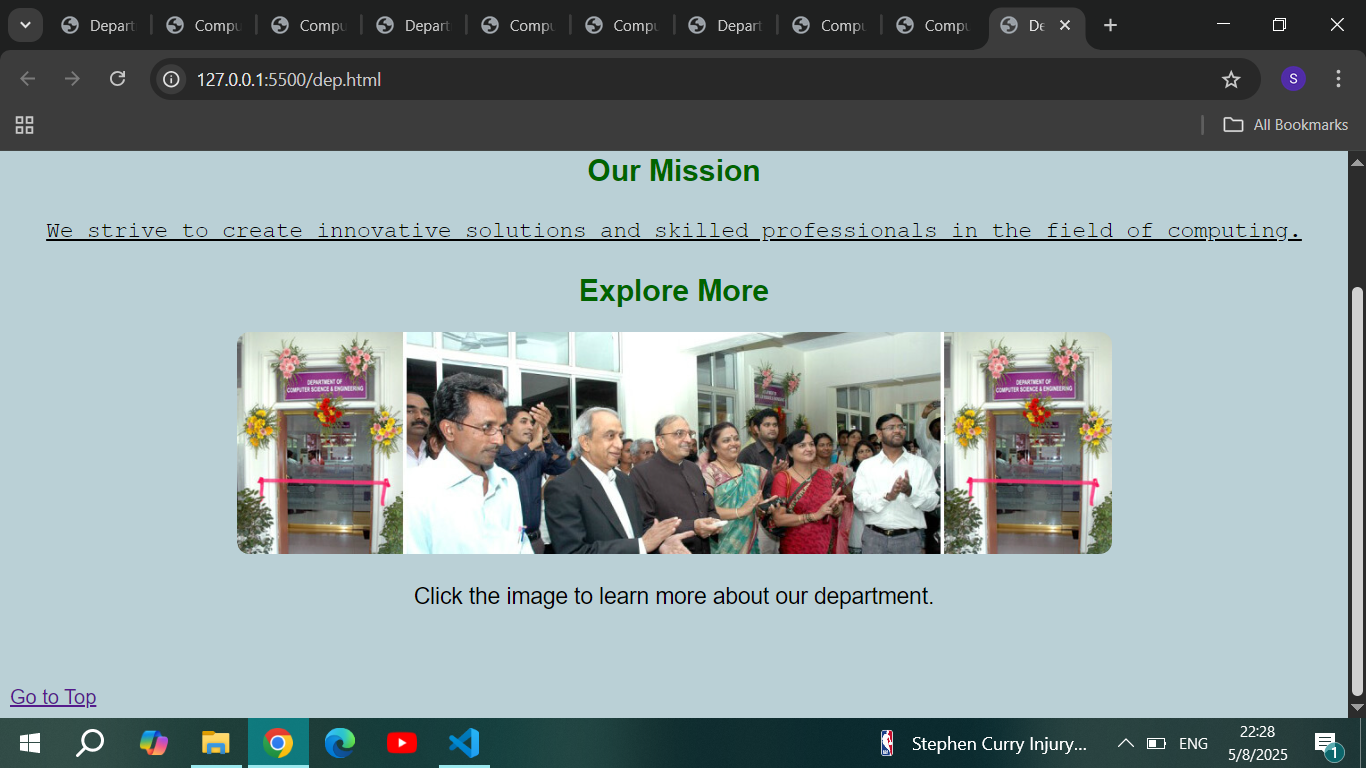 Depart
Compu
Compu
Depart
Compu
Compu
Depart
Compu
Compu
De
127.0.0.1:5500/dep.html
S
All Bookmarks
Our Mission
We strive to create innovative solutions and skilled professionals in the field of computing.
Explore More
DEPARTMENT OF
COMPUTER SCIENCE & ENGINEERING
DEPARTMENT OF
COMPUTER SCIENCE & ENGINEERING
Click the image to learn more about our department.
Go to Top
Stephen Curry Injury...
ENG
22:28
5/8/2025
1